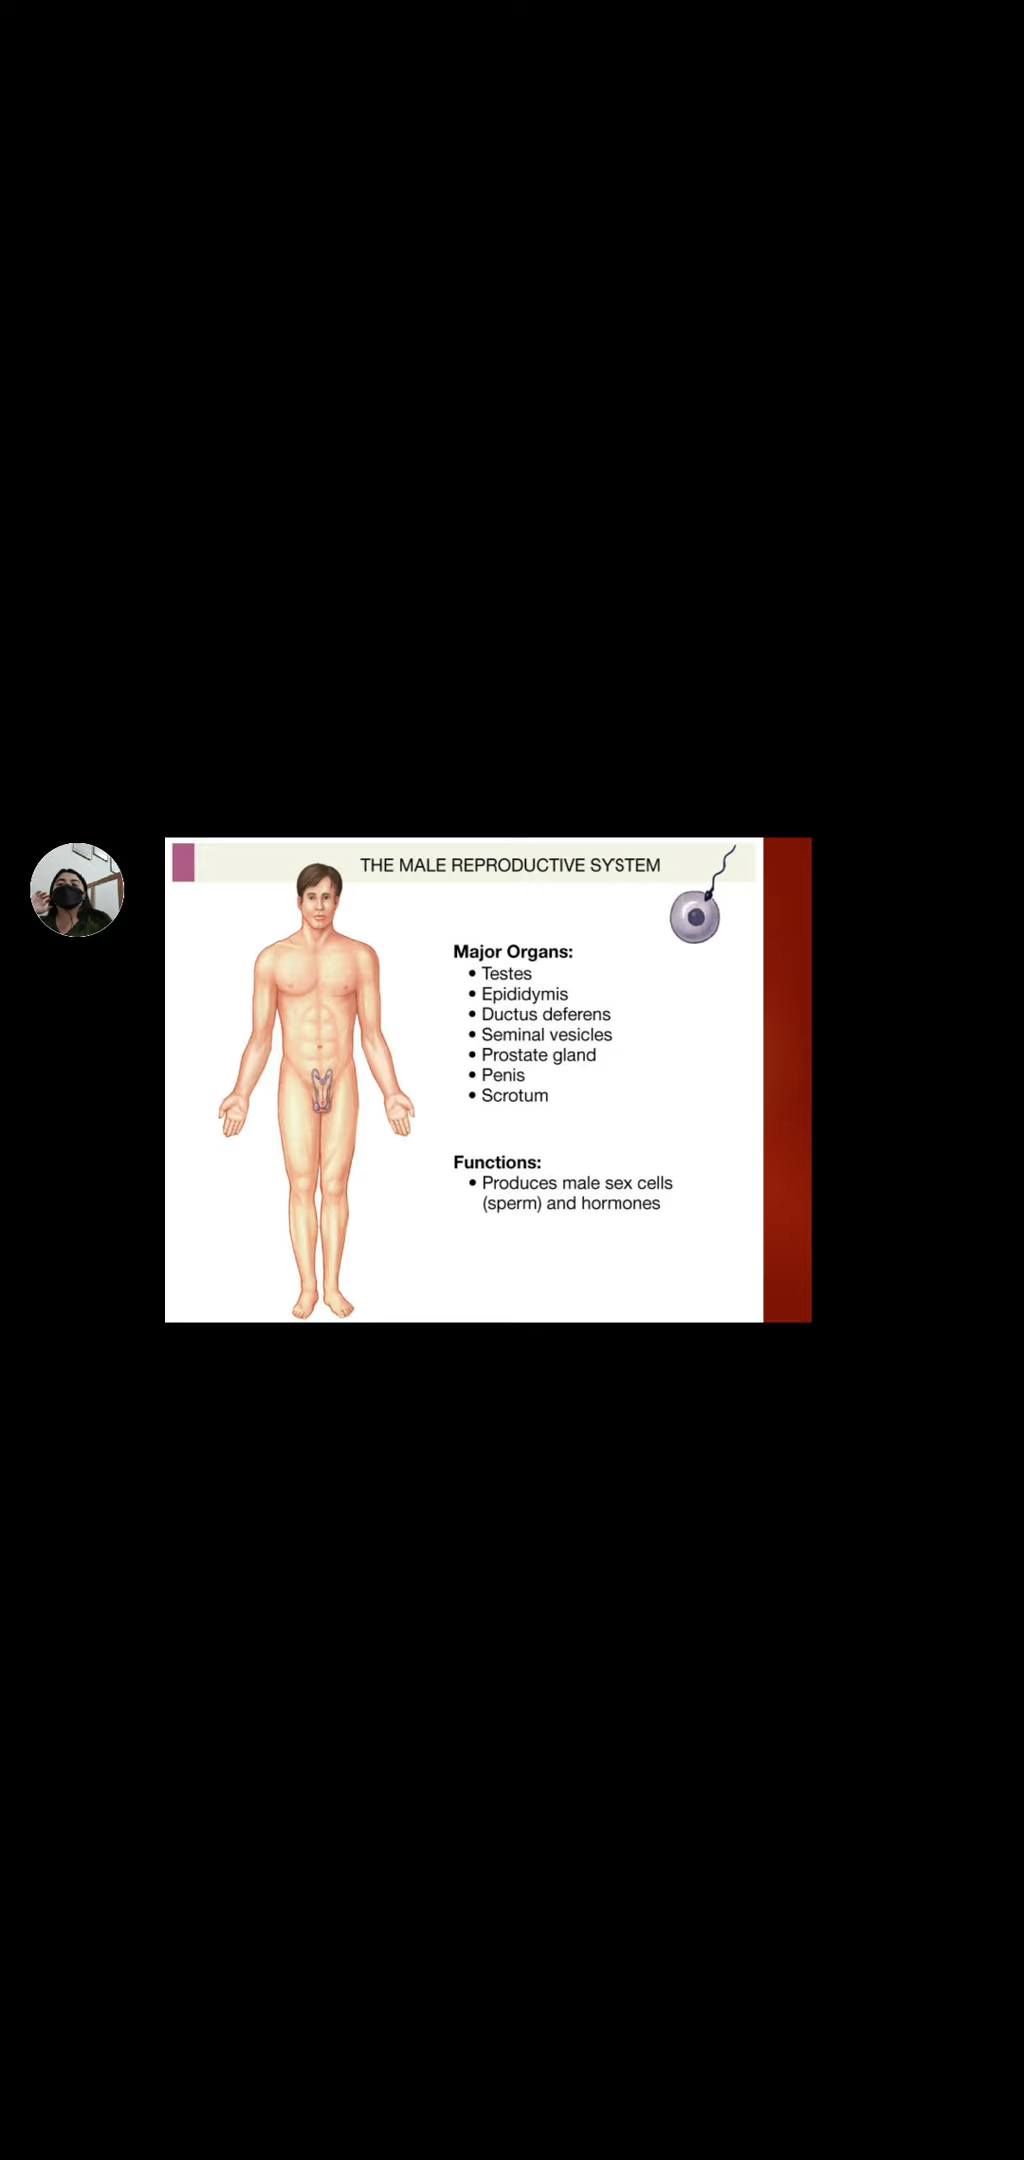 THE MALE REPRODUCTIVE SYSTEM
Major Organs:
• Testes
• Epididymis
• Ductus deferens
• Seminal vesicles
• Prostate gland
• Penis
• Scrotum
Functions:
• Produces male sex cells
(sperm) and hormones